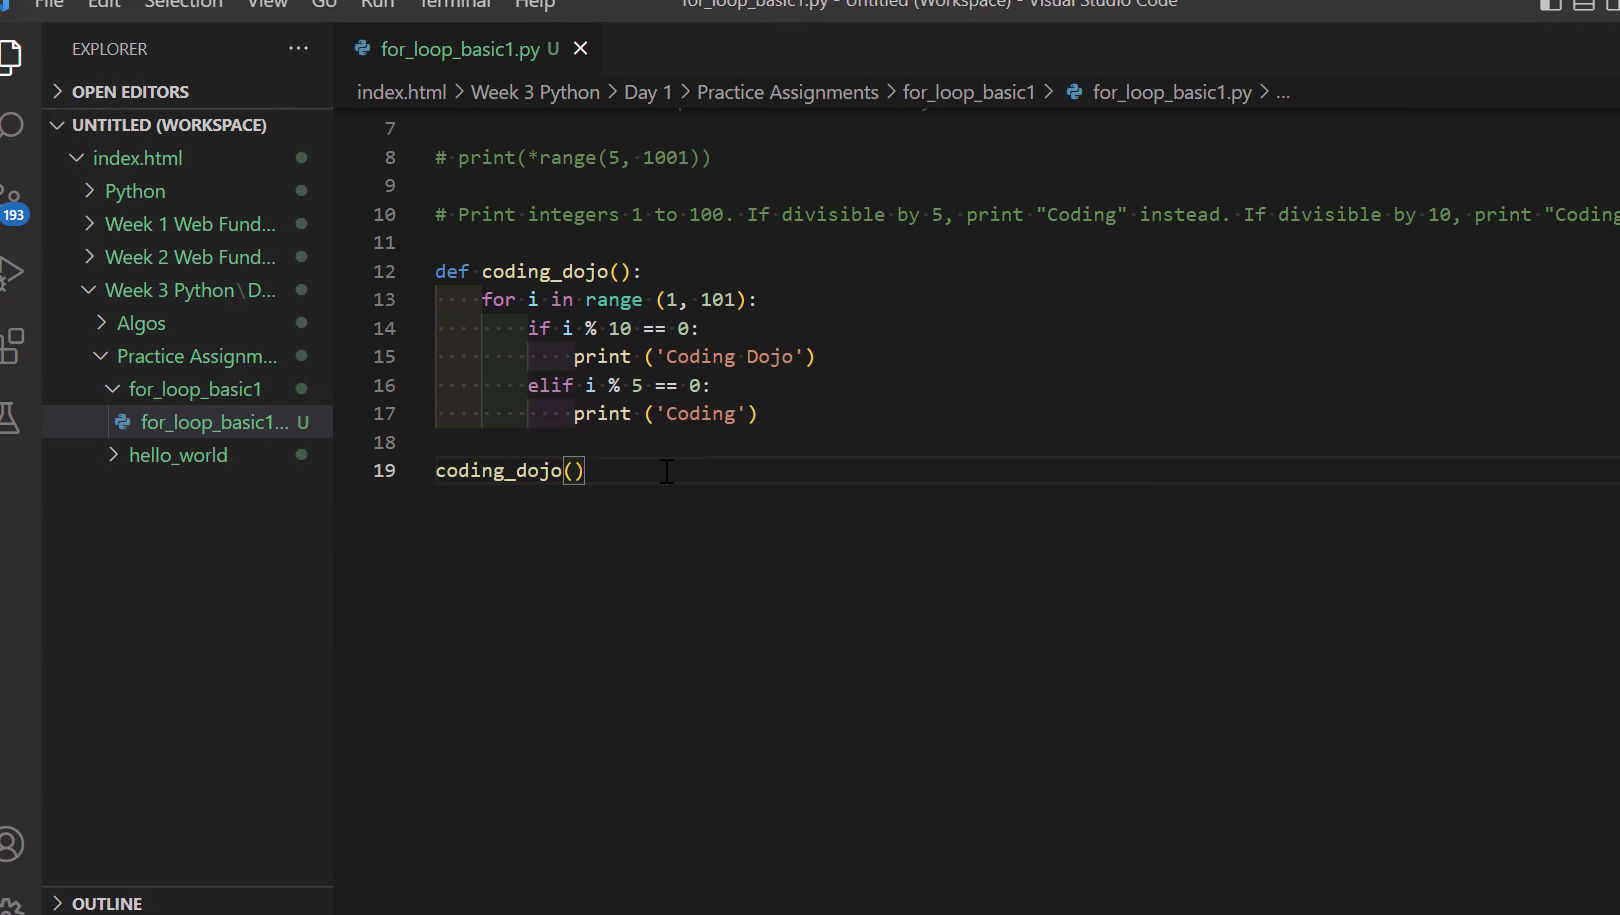 File Edit Selection View Go Run Terminal Help for_loop_basic1.py - Untitled (Workspace) - Visual Studio Code
EXPLORER ··· for_loop_basic1.py U
OPEN EDITORS
index.html > Week 3 Python > Day 1 > Practice Assignments > for_loop_basic1 > for_loop_basic1.py > ...
UNTITLED (WORKSPACE)
index.html
Python
193
Week 1 Web Fund...
Week 2 Web Fund...
Week 3 Python\D...
Algos
Practice Assignm...
for_loop_basic1
for_loop_basic1... U
hello_world
OUTLINE
7
8 # print(*range(5, 1001))
9
10 # Print integers 1 to 100. If divisible by 5, print "Coding" instead. If divisible by 10, print "Coding
11
12 def coding_dojo():
13     for i in range (1, 101):
14         if i % 10 == 0:
15             print ('Coding Dojo')
16         elif i % 5 == 0:
17             print ('Coding')
18
19 coding_dojo()